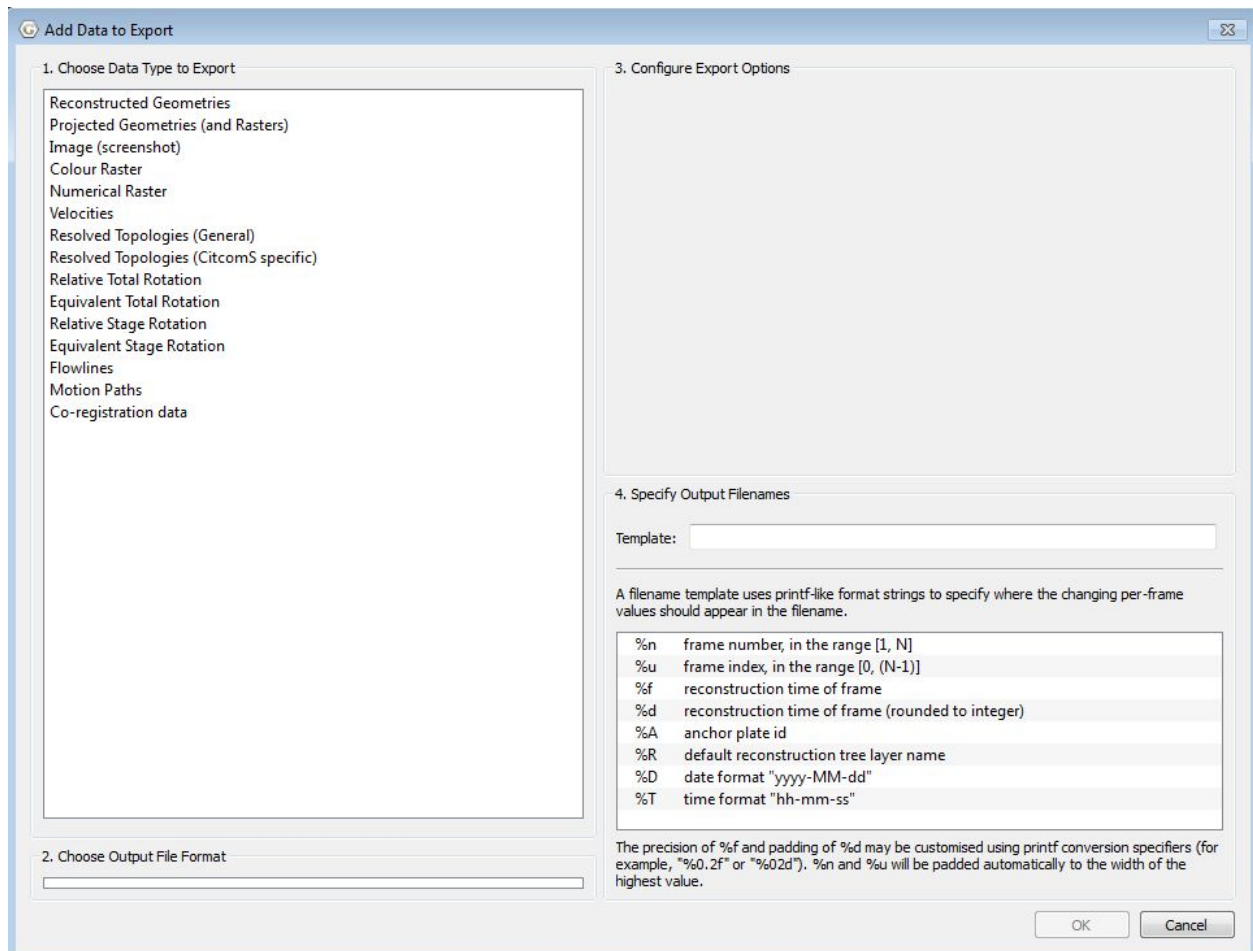 Add Data to Export
1. Choose Data Type to Export
Reconstructed Geometries
Projected Geometries (and Rasters)
Image (screenshot)
Colour Raster
Numerical Raster
Velocities
Resolved Topologies (General)
Resolved Topologies (CitcomS specific)
Relative Total Rotation
Equivalent Total Rotation
Relative Stage Rotation
Equivalent Stage Rotation
Flowlines
Motion Paths
Co-registration data
2. Choose Output File Format
3. Configure Export Options
4. Specify Output Filenames
Template:
A filename template uses printf-like format strings to specify where the changing per-frame
values should appear in the filename.
%n frame number, in the range [1, N]
%u frame index, in the range [0, (N-1)]
%f reconstruction time of frame
%d reconstruction time of frame (rounded to integer)
%A anchor plate id
%R default reconstruction tree layer name
%D date format "yyyy-MM-dd"
%T time format "hh-mm-ss"
The precision of %f and padding of %d may be customised using printf conversion specifiers (for
example, "%0.2f" or "%02d"). %n and %u will be padded automatically to the width of the
highest value.
OK
Cancel